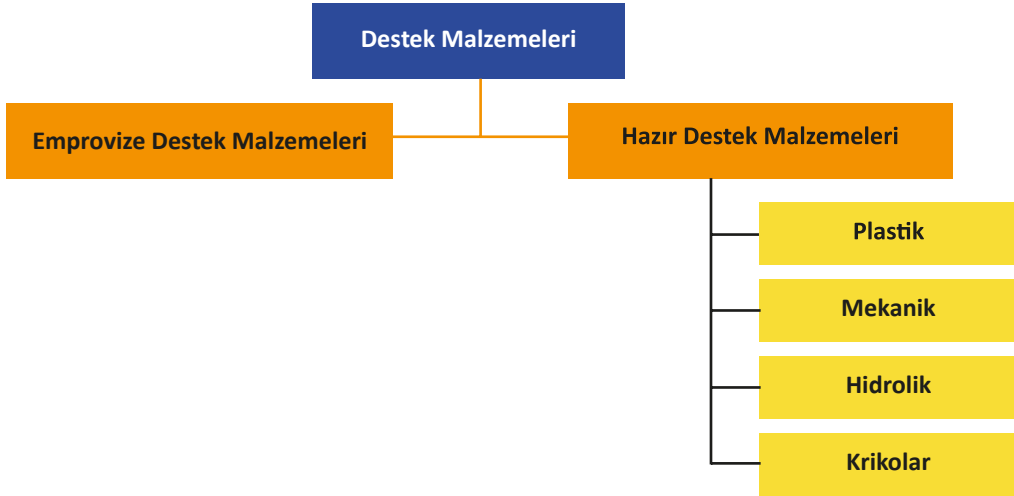 Destek Malzemeleri
Emprovize Destek Malzemeleri
Hazır Destek Malzemeleri
Plastik
Mekanik
Hidrolik
Krikolar